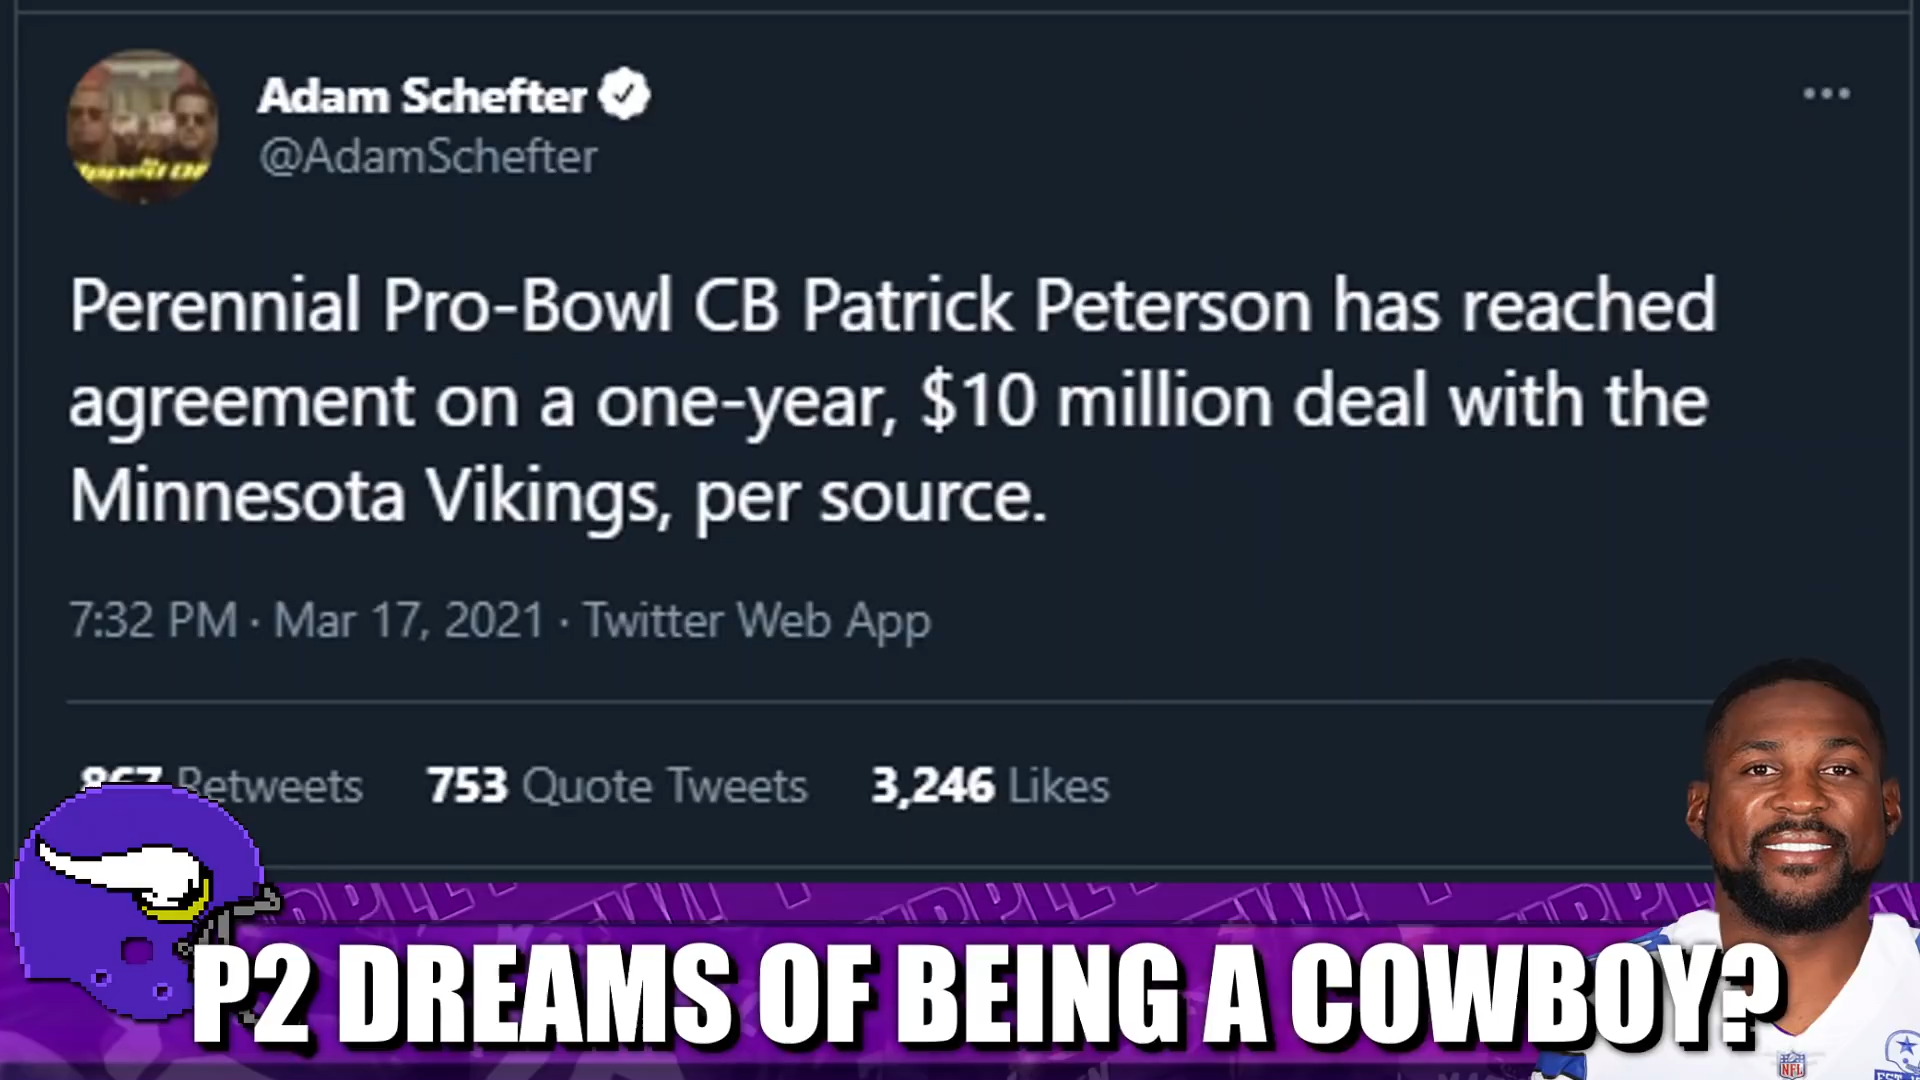 Adam Schefter
@AdamSchefter
Perennial Pro-Bowl CB Patrick Peterson has reached
agreement on a one-year, $10 million deal with the
Minnesota Vikings, per source.
7:32 PM · Mar 17, 2021 · Twitter Web App
867 Retweets 753 Quote Tweets 3,246 Likes
P2 DREAMS OF BEING A COWBOY?
NFL